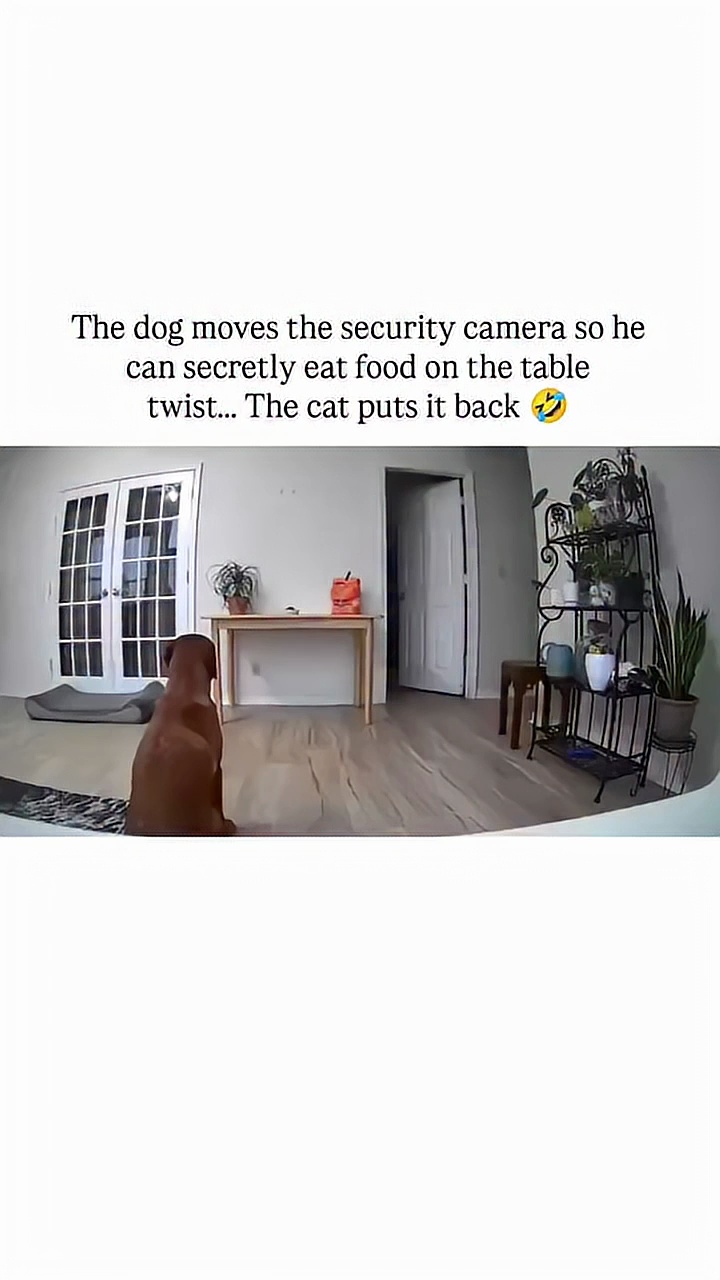 The dog moves the security camera so he
can secretly eat food on the table
twist... The cat puts it back 🤣